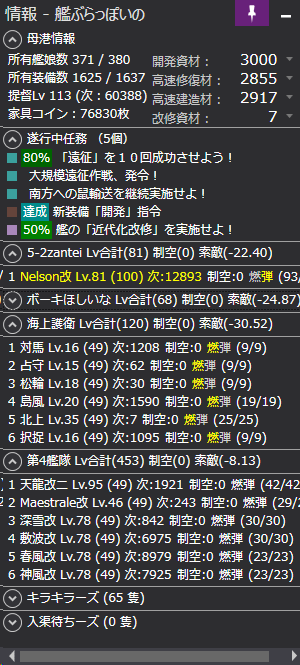 情報 - 艦ぶらっぽいの
母港情報
所有艦娘数 371 / 380 開発資材： 3000
所有装備数 1625 / 1637 高速修復材： 2855
提督Lv 113 (次：60388) 高速建造材： 2917
家具コイン：76830枚 改修資材： 7
遂行中任務 （5個）
80% 「遠征」を１０回成功させよう！
大規模遠征作戦、発令！
南方への鼠輸送を継続実施せよ！
達成 新装備「開発」指令
50% 艦の「近代化改修」を実施せよ！
5-2zantei Lv合計(81) 制空(0) 索敵(-22.40)
1 Nelson改 Lv.81 (100) 次:12893 制空:0 燃弾 (93/
ボーキほしいな Lv合計(68) 制空(0) 索敵(-24.87)
海上護衛 Lv合計(120) 制空(0) 索敵(-30.52)
1 対馬 Lv.16 (49) 次:1208 制空:0 燃弾 (9/9)
2 占守 Lv.15 (49) 次:62 制空:0 燃弾 (9/9)
3 松輪 Lv.18 (49) 次:30 制空:0 燃弾 (9/9)
4 島風 Lv.20 (49) 次:1590 制空:0 燃弾 (19/19)
5 北上 Lv.35 (49) 次:7 制空:0 燃弾 (25/25)
6 択捉 Lv.16 (49) 次:1095 制空:0 燃弾 (9/9)
第4艦隊 Lv合計(453) 制空(0) 索敵(-8.13)
1 天龍改二 Lv.95 (49) 次:1921 制空:0 燃弾 (42/42
2 Maestrale改 Lv.46 (49) 次:243 制空:0 燃弾 (29/2
3 深雪改 Lv.78 (49) 次:842 制空:0 燃弾 (30/30)
4 敷波改 Lv.78 (49) 次:6975 制空:0 燃弾 (30/30)
5 春風改 Lv.78 (49) 次:8979 制空:0 燃弾 (23/23)
6 神風改 Lv.78 (49) 次:7925 制空:0 燃弾 (23/23)
キラキラーズ (65 隻)
入渠待ちーズ (0 隻)